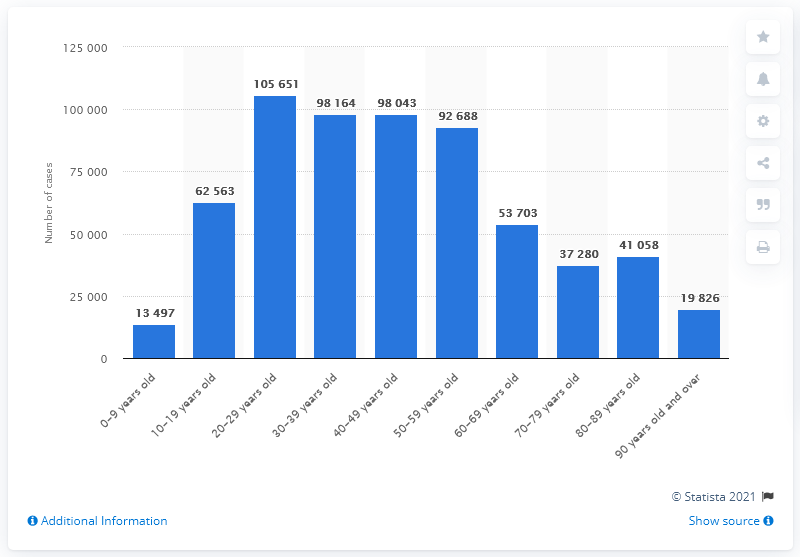 125 000
100 000
75 000
50 000
25 000
0
Number of cases
13 497
62 563
105 651
98 164
98 043
92 688
53 703
37 280
41 058
19 826
0–9 years old
10–19 years old
20–29 years old
30–39 years old
40–49 years old
50–59 years old
60–69 years old
70–79 years old
80–89 years old
90 years old and over
© Statista 2021
Additional Information
Show source